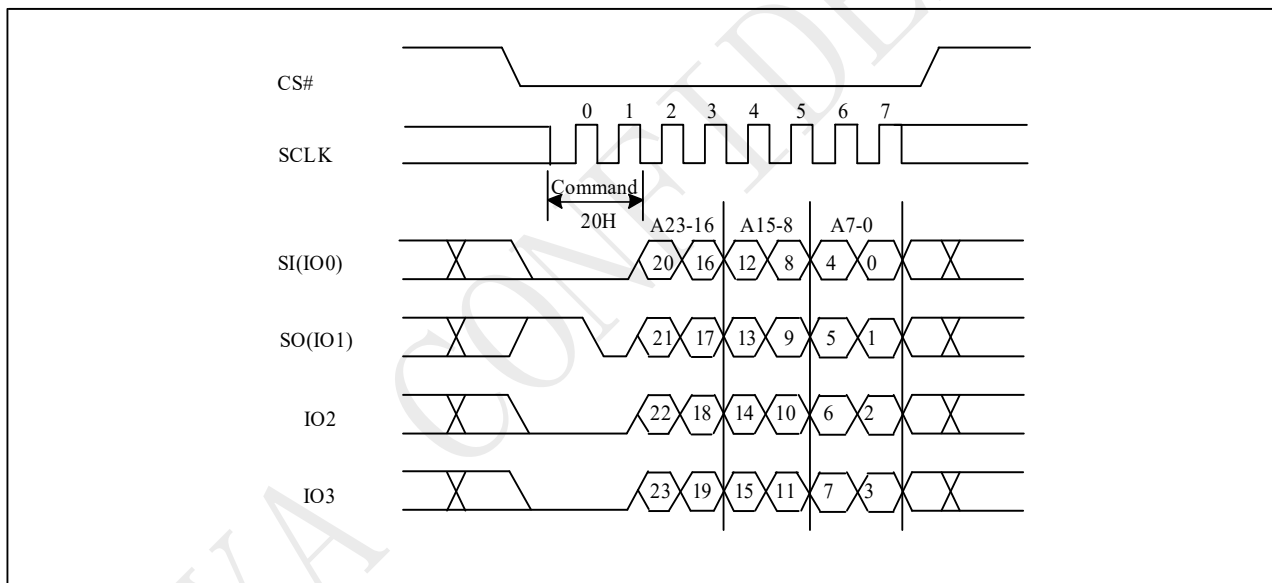 CS#
0 1 2 3 4 5 6 7
SCLK
Command
20H
A23-16 A15-8 A7-0
SI(IO0) 20 16 12 8 4 0
SO(IO1) 21 17 13 9 5 1
IO2 22 18 14 10 6 2
IO3 23 19 15 11 7 3